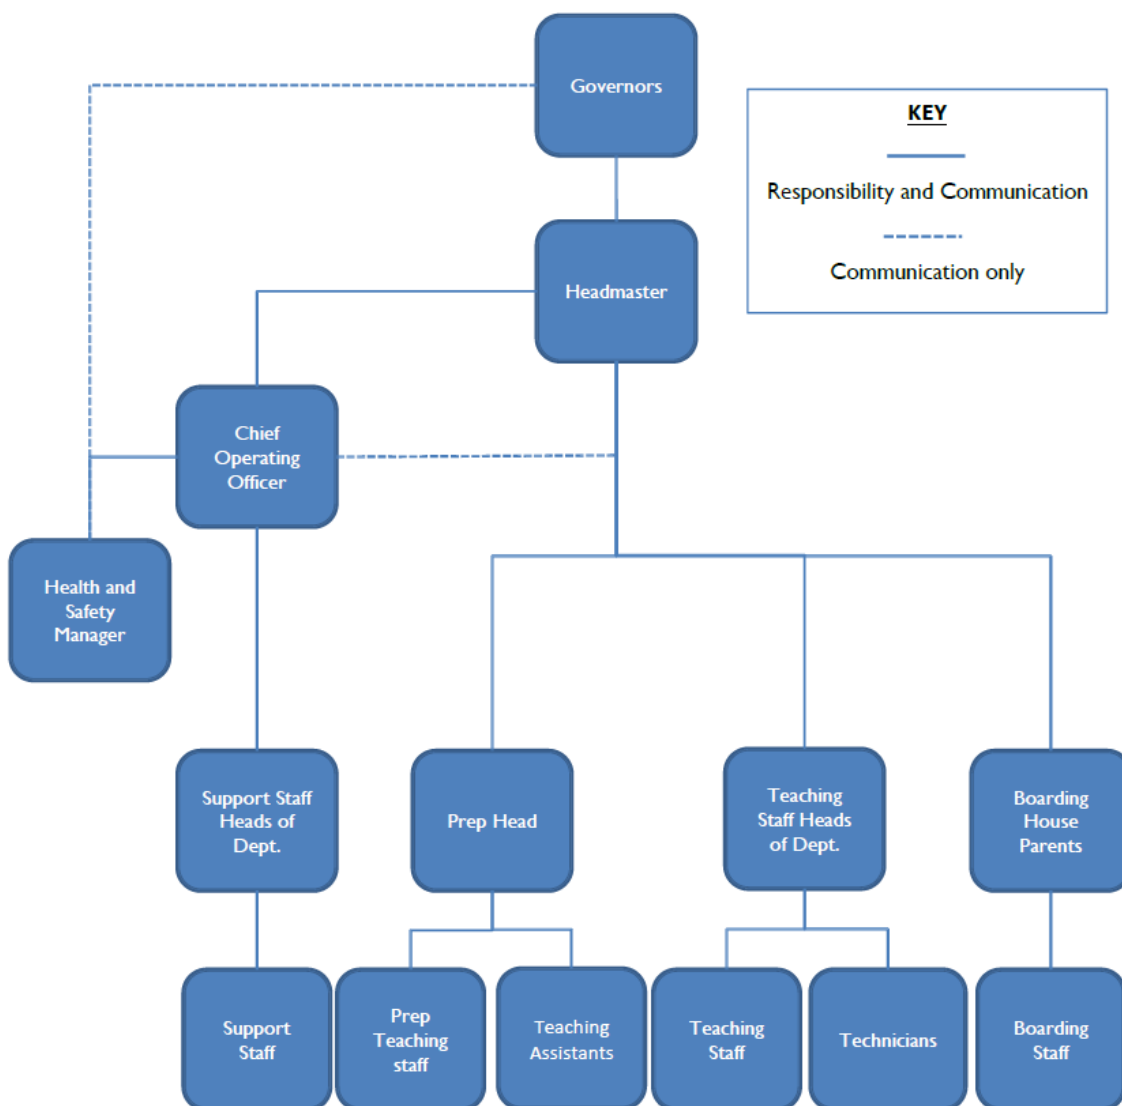 Governors
KEY
Responsibility and Communication
Communication only
Headmaster
Chief
Operating
Officer
Health and
Safety
Manager
Support Staff
Heads of
Dept.
Prep Head
Teaching
Staff Heads
of Dept.
Boarding
House
Parents
Support
Staff
Prep
Teaching
staff
Teaching
Assistants
Teaching
Staff
Technicians
Boarding
Staff